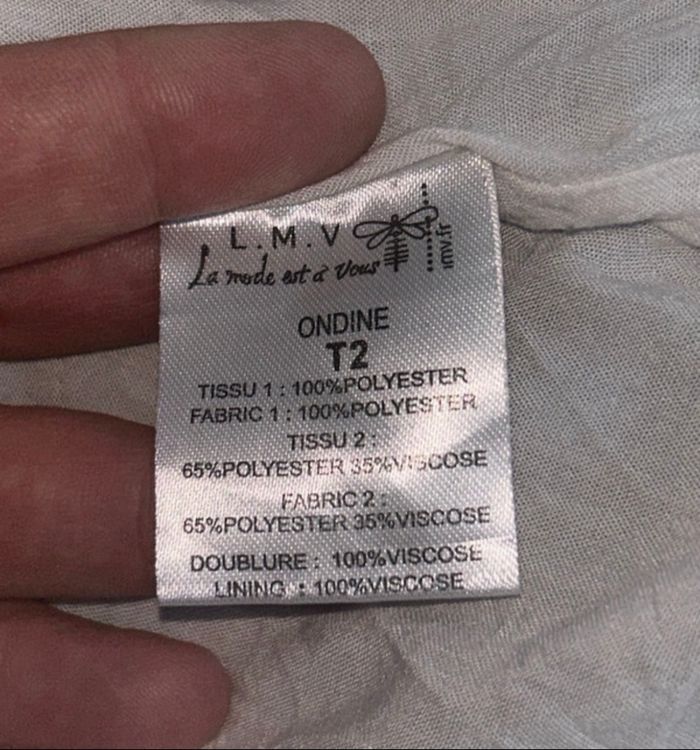 L.M.V
La mode est à vous
lmv.fr
ONDINE
T2
TISSU 1 : 100%POLYESTER
FABRIC 1 : 100%POLYESTER
TISSU 2 :
65%POLYESTER 35%VISCOSE
FABRIC 2 :
65%POLYESTER 35%VISCOSE
DOUBLURE : 100%VISCOSE
LINING : 100%VISCOSE